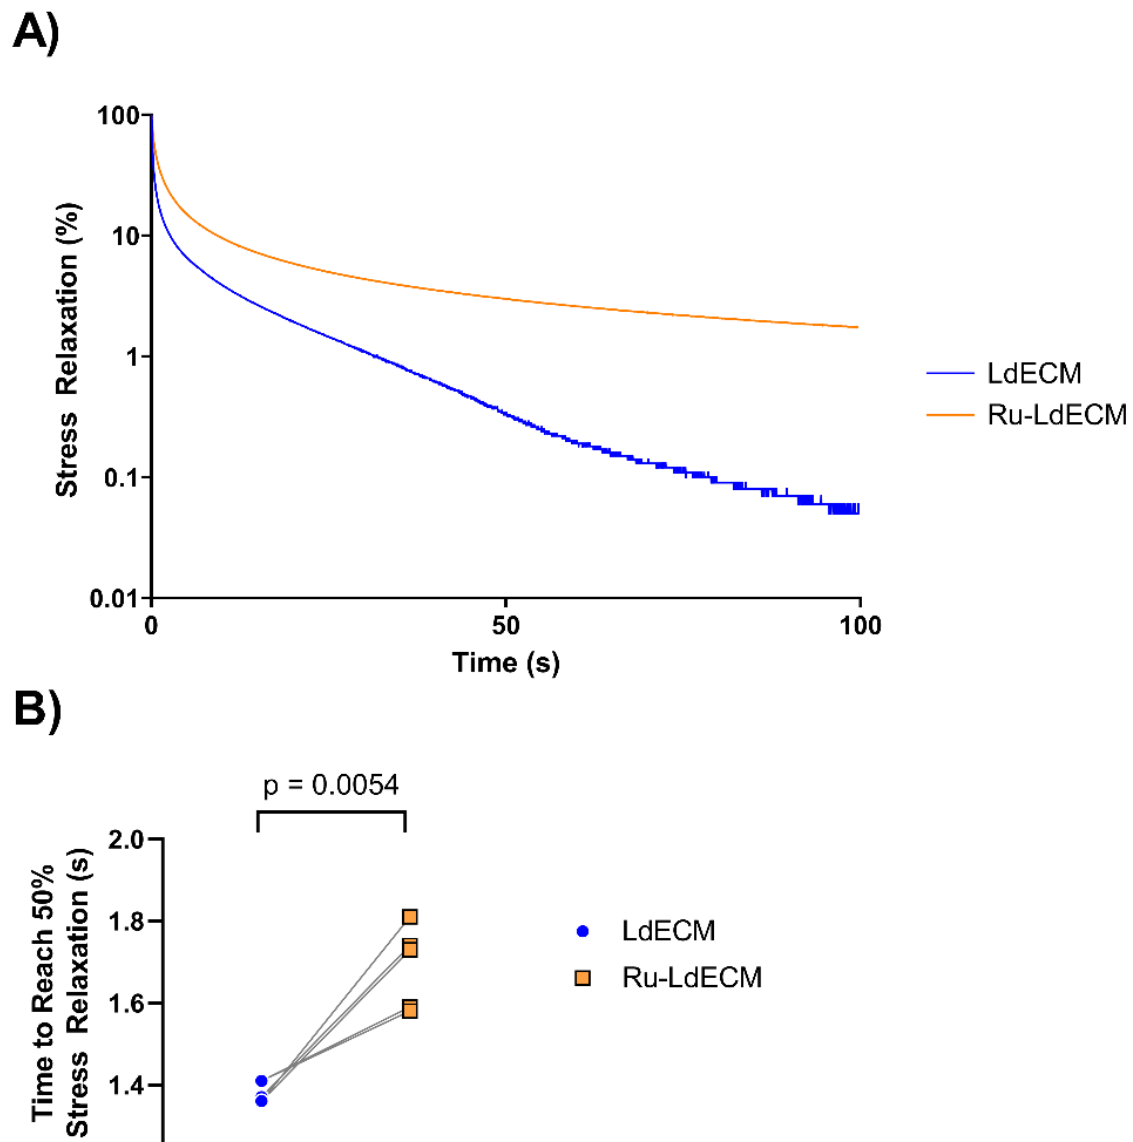 A)
100
10
1
0.1
0.01
Stress Relaxation (%)
0
50
100
Time (s)
LdECM
Ru-LdECM
B)
p = 0.0054
2.0
1.8
1.6
1.4
Time to Reach 50%
Stress Relaxation (s)
LdECM
Ru-LdECM